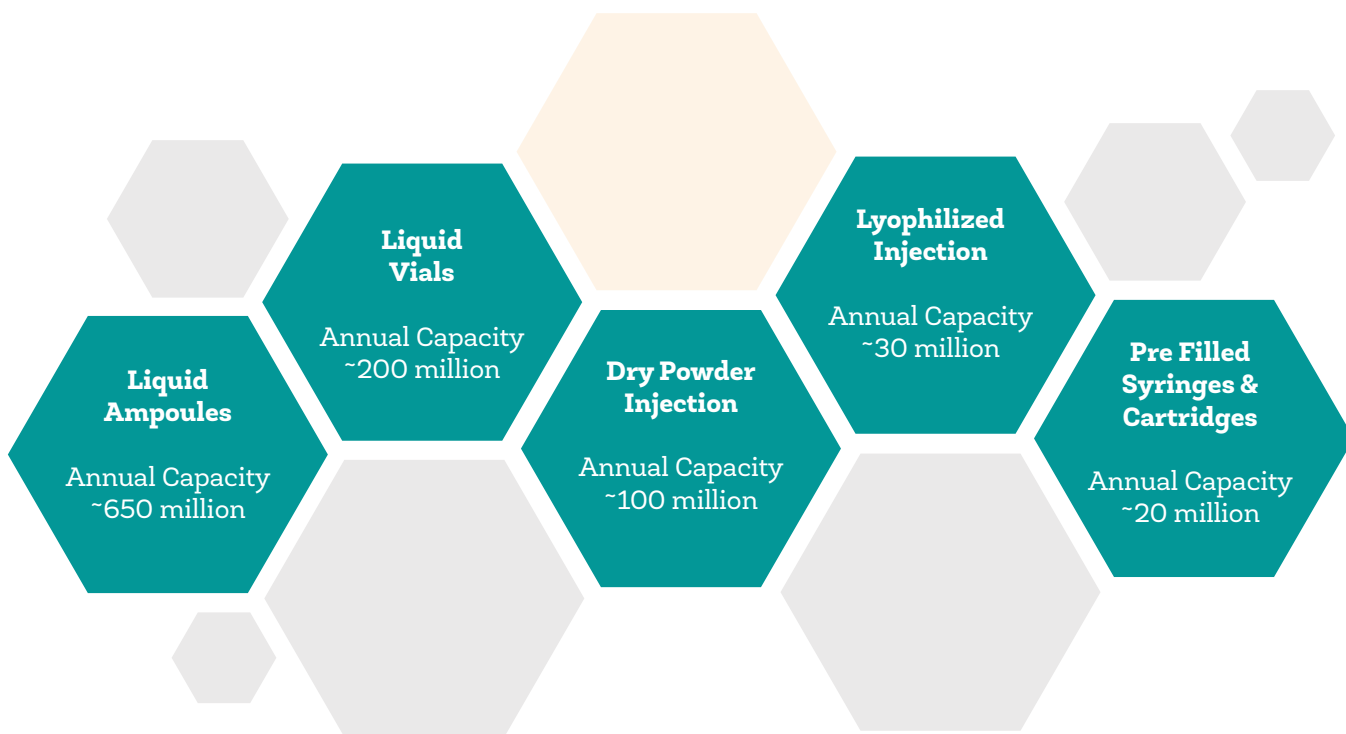 Liquid
Ampoules
Annual Capacity
~650 million
Liquid
Vials
Annual Capacity
~200 million
Dry Powder
Injection
Annual Capacity
~100 million
Lyophilized
Injection
Annual Capacity
~30 million
Pre Filled
Syringes &
Cartridges
Annual Capacity
~20 million